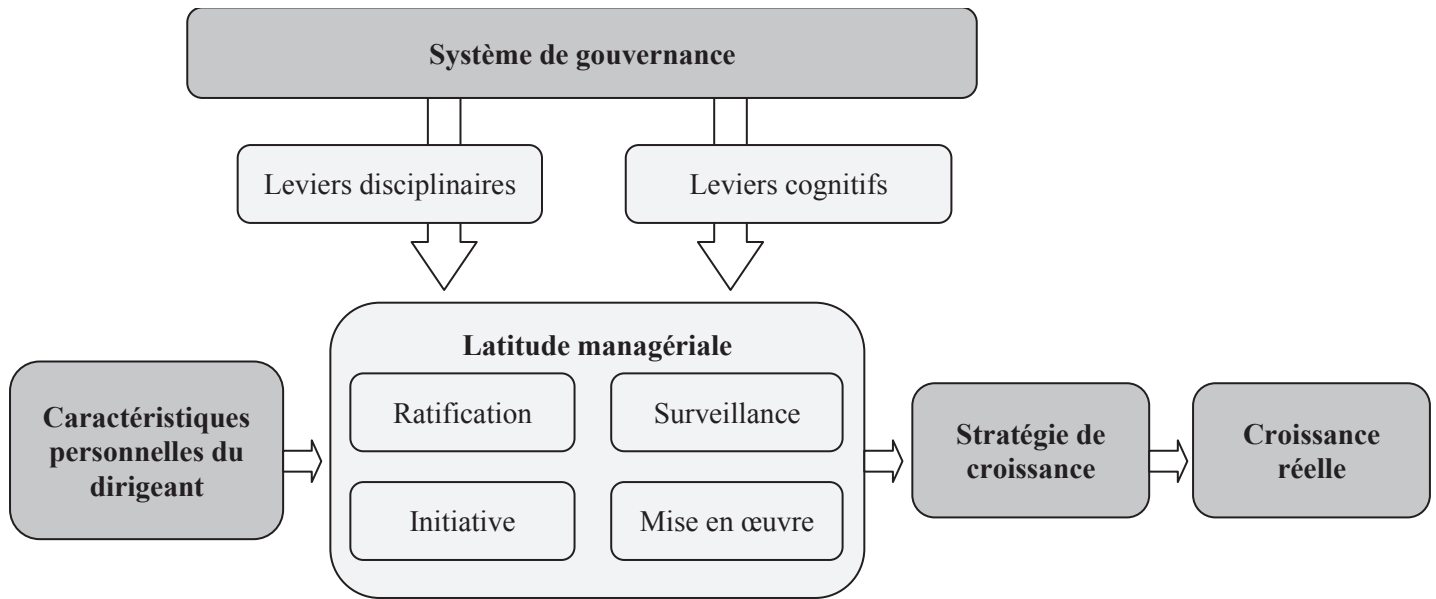 Système de gouvernance
Leviers disciplinaires
Leviers cognitifs
Latitude managériale
Caractéristiques
personnelles du
dirigeant
Ratification
Surveillance
Initiative
Mise en œuvre
Stratégie de
croissance
Croissance
réelle